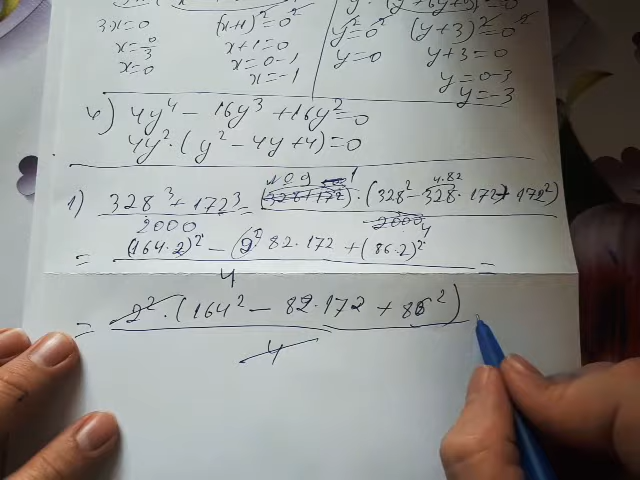 3·x=0 (x+1)²=0² y²=0² (y+3)²=0²
x=0/3 x+1=0 y=0 y+3=0
x=0 x=0-1 y=0-3
x=-1 y=-3
4y⁴ - 16y³ + 16y² = 0
4y²·(y² - 4y + 4) = 0
1) 328³ + 172³ / 2000 = (328+172)·(328² - 328·172 + 172²) / 2000
4·82
4
= (164·2)² - 2²·82·172 + (86·2)² / 4 =
= 2²·(164² - 82·172 + 86²) / 4